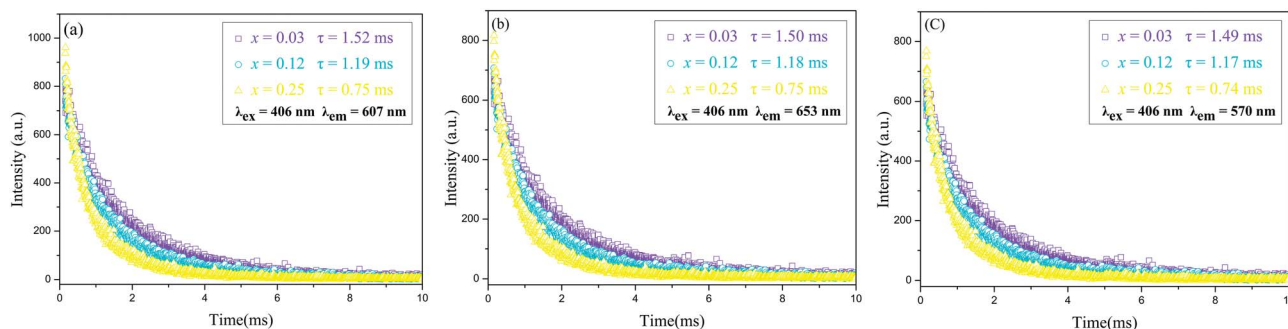 (a)
x = 0.03 τ = 1.52 ms
x = 0.12 τ = 1.19 ms
x = 0.25 τ = 0.75 ms
λex = 406 nm λem = 607 nm
Intensity (a.u.)
1000
800
600
400
200
0
0 2 4 6 8 10
Time(ms)
(b)
x = 0.03 τ = 1.50 ms
x = 0.12 τ = 1.18 ms
x = 0.25 τ = 0.75 ms
λex = 406 nm λem = 653 nm
Intensity (a.u.)
800
600
400
200
0
0 2 4 6 8 10
Time(ms)
(C)
x = 0.03 τ = 1.49 ms
x = 0.12 τ = 1.17 ms
x = 0.25 τ = 0.74 ms
λex = 406 nm λem = 570 nm
Intensity (a.u.)
800
600
400
200
0
0 2 4 6 8 1
Time(ms)